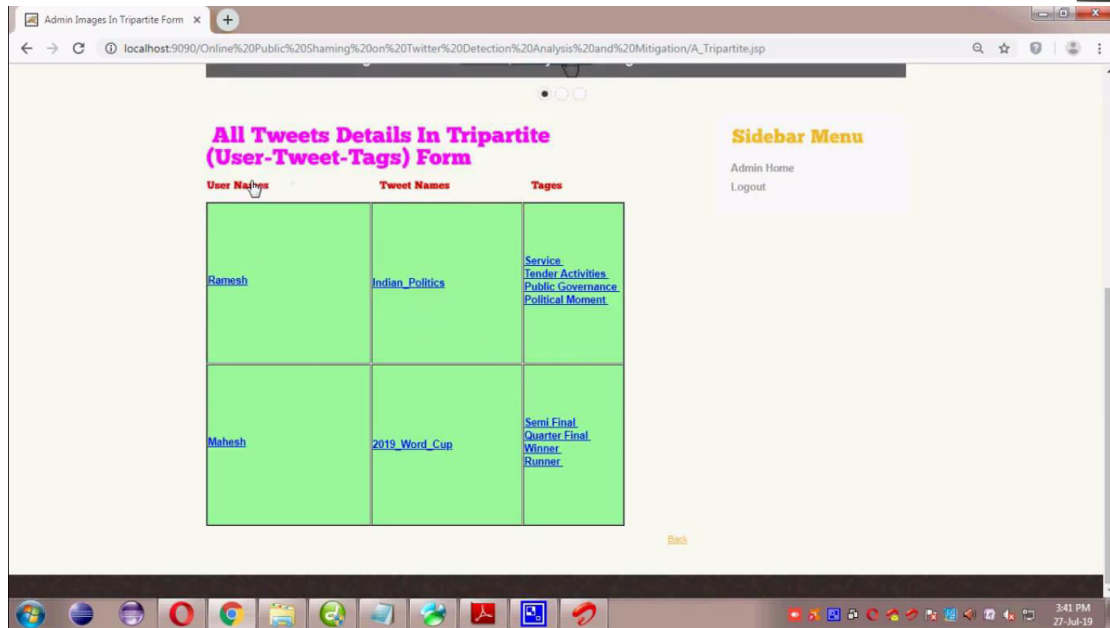 Admin Images In Tripartite Form
localhost:9090/Online%20Public%20Shaming%20on%20Twitter%20Detection%20Analysis%20and%20Mitigation/A_Tripartite.jsp
All Tweets Details In Tripartite
(User-Tweet-Tags) Form
Sidebar Menu
Admin Home
Logout
User Names Tweet Names Tages
Ramesh
Indian_Politics
Service
Tender Activities
Public Governance
Political Moment
Mahesh
2019_Word_Cup
Semi Final
Quarter Final
Winner
Runner
Back
3:41 PM
27-Jul-19